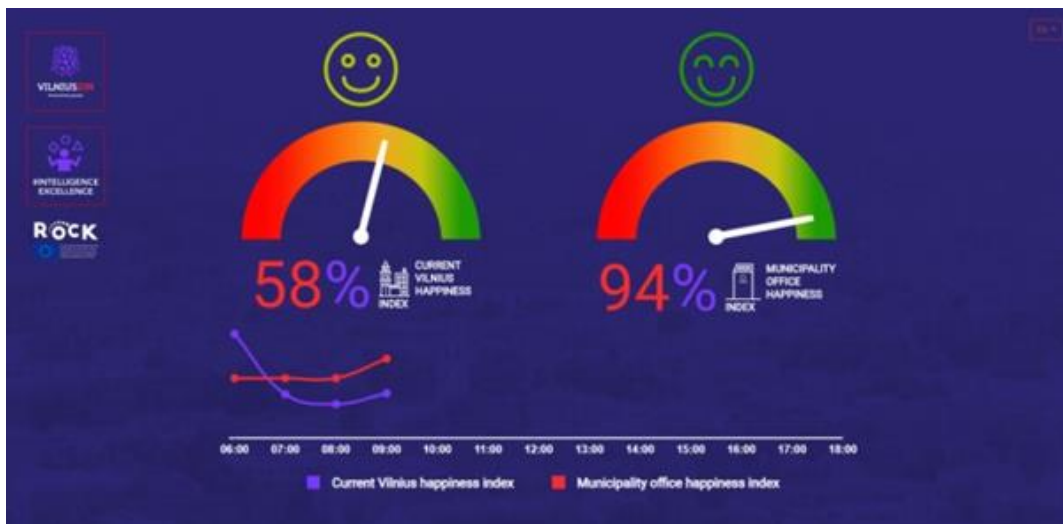 VILNIUS
#INTELLIGENCE
EXCELLENCE
ROCK
58%
INDEX
CURRENT
VILNIUS
HAPPINESS
94%
INDEX
MUNICIPALITY
OFFICE
HAPPINESS
06:00 07:00 08:00 09:00 10:00 11:00 12:00 13:00 14:00 15:00 16:00 17:00 18:00
Current Vilnius happiness index Municipality office happiness index